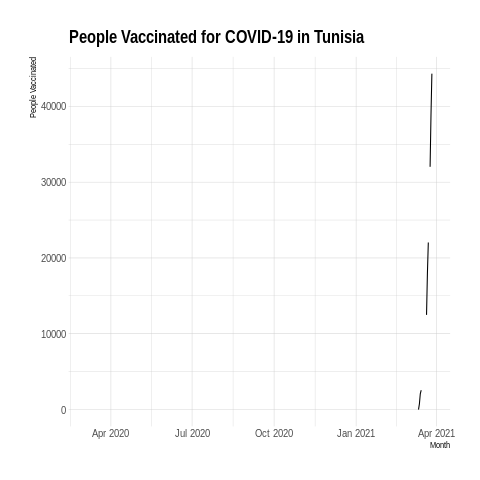 People Vaccinated for COVID-19 in Tunisia
People Vaccinated
40000
30000
20000
10000
0
Apr 2020 Jul 2020 Oct 2020 Jan 2021 Apr 2021
Month